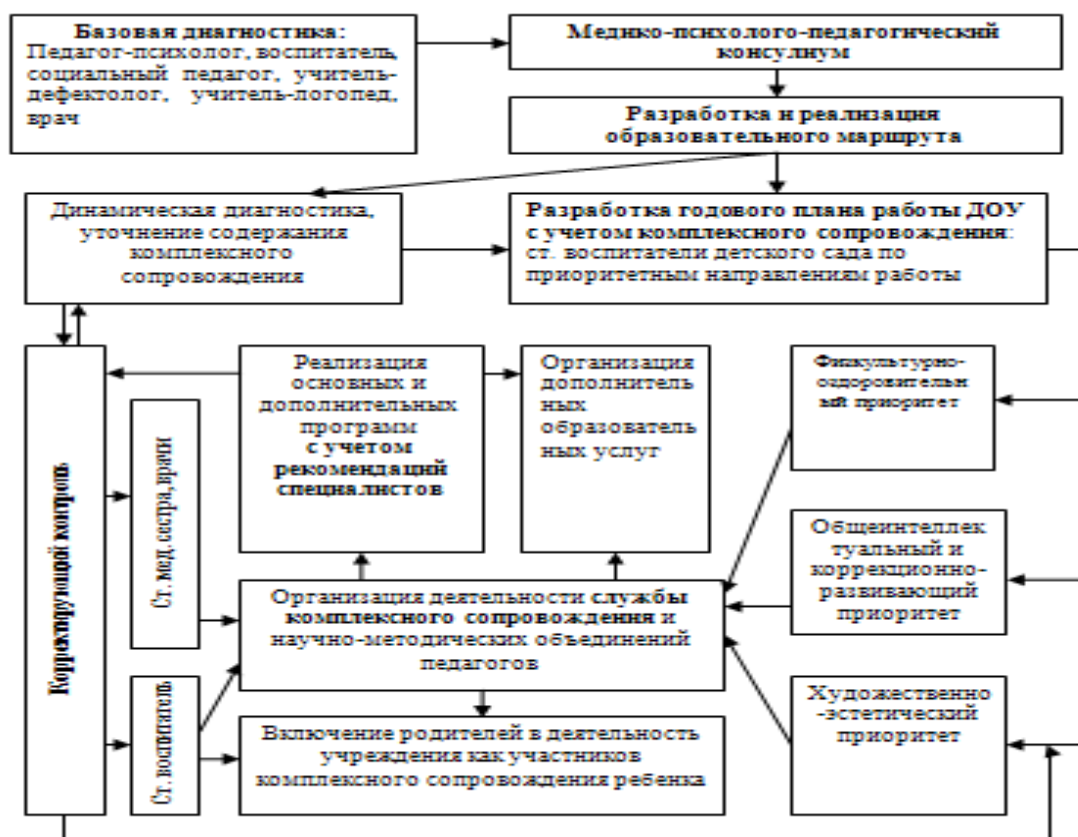 Базовая диагностика:
Педагог-психолог, воспитатель,
социальный педагог, учитель-
дефектолог, учитель-логопед,
врач
Медико-психолого-педагогический
консулиум
Разработка и реализация
образовательного маршрута
Динамическая диагностика,
уточнение содержания
комплексного
сопровождения
Разработка годового плана работы ДОУ
с учетом комплексного сопровождения:
ст. воспитатели детского сада по
приоритетным направлениям работы
Корректирующий контроль
Ст. мед. сестра, врачи
Ст. воспитатель
Реализация
основных и
дополнительных
программ
с учетом
рекомендаций
специалистов
Организация
дополнитель
ных
образователь
ных услуг
Физкультурно-
оздоровительн
ый приоритет
Общеинтеллек
туальный и
коррекционно-
развивающий
приоритет
Организация деятельности службы
комплексного сопровождения и
научно-методических объединений
педагогов
Художественно
-эстетический
приоритет
Включение родителей в деятельность
учреждения как участников
комплексного сопровождения ребенка